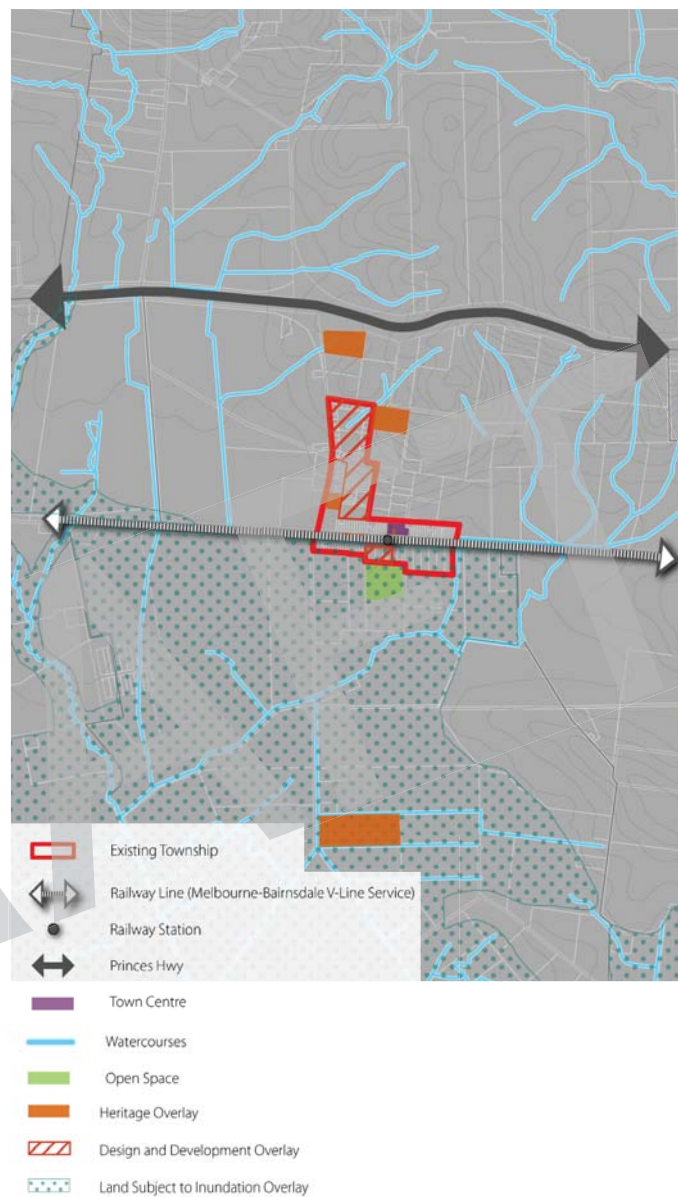 Existing Township
Railway Line (Melbourne-Bairnsdale V-Line Service)
Railway Station
Princes Hwy
Town Centre
Watercourses
Open Space
Heritage Overlay
Design and Development Overlay
Land Subject to Inundation Overlay